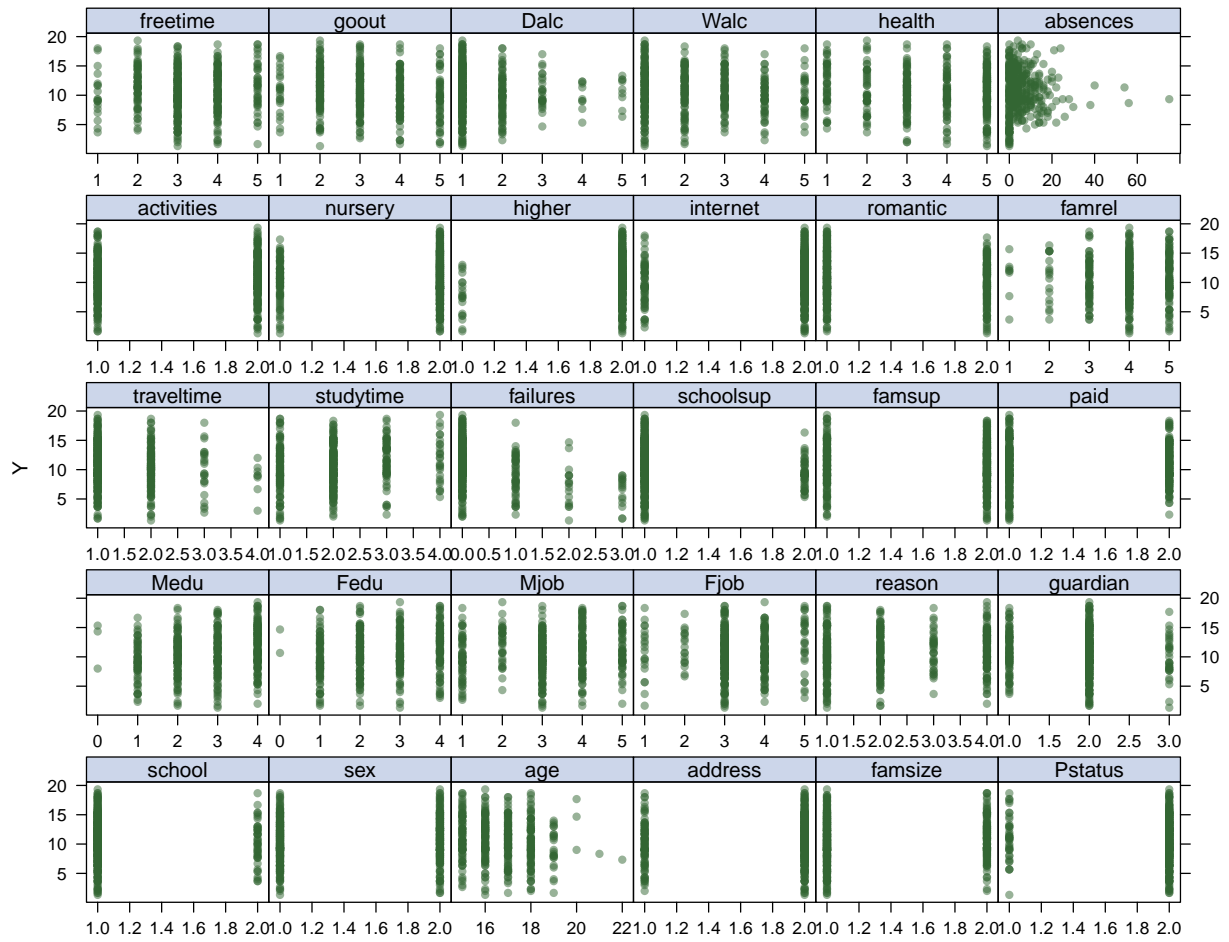 freetime goout Dalc Walc health absences
20
15
10
5
1 2 3 4 5 1 2 3 4 5 1 2 3 4 5 1 2 3 4 5 1 2 3 4 5 0 20 40 60
activities nursery higher internet romantic famrel
20
15
10
5
1.0 1.2 1.4 1.6 1.8 2.0 1.0 1.2 1.4 1.6 1.8 2.0 1.0 1.2 1.4 1.6 1.8 2.0 1.0 1.2 1.4 1.6 1.8 2.0 1.0 1.2 1.4 1.6 1.8 2.0 1 2 3 4 5
traveltime studytime failures schoolsup famsup paid
20
15
10
5
Y
1.0 1.5 2.0 2.5 3.0 3.5 4.0 1.0 1.5 2.0 2.5 3.0 3.5 4.0 0.0 0.5 1.0 1.5 2.0 2.5 3.0 1.0 1.2 1.4 1.6 1.8 2.0 1.0 1.2 1.4 1.6 1.8 2.0 1.0 1.2 1.4 1.6 1.8 2.0
Medu Fedu Mjob Fjob reason guardian
20
15
10
5
0 1 2 3 4 0 1 2 3 4 1 2 3 4 5 1 2 3 4 5 1.0 1.5 2.0 2.5 3.0 3.5 4.0 1.0 1.5 2.0 2.5 3.0
school sex age address famsize Pstatus
20
15
10
5
1.0 1.2 1.4 1.6 1.8 2.0 1.0 1.2 1.4 1.6 1.8 2.0 16 18 20 22 1.0 1.2 1.4 1.6 1.8 2.0 1.0 1.2 1.4 1.6 1.8 2.0 1.0 1.2 1.4 1.6 1.8 2.0